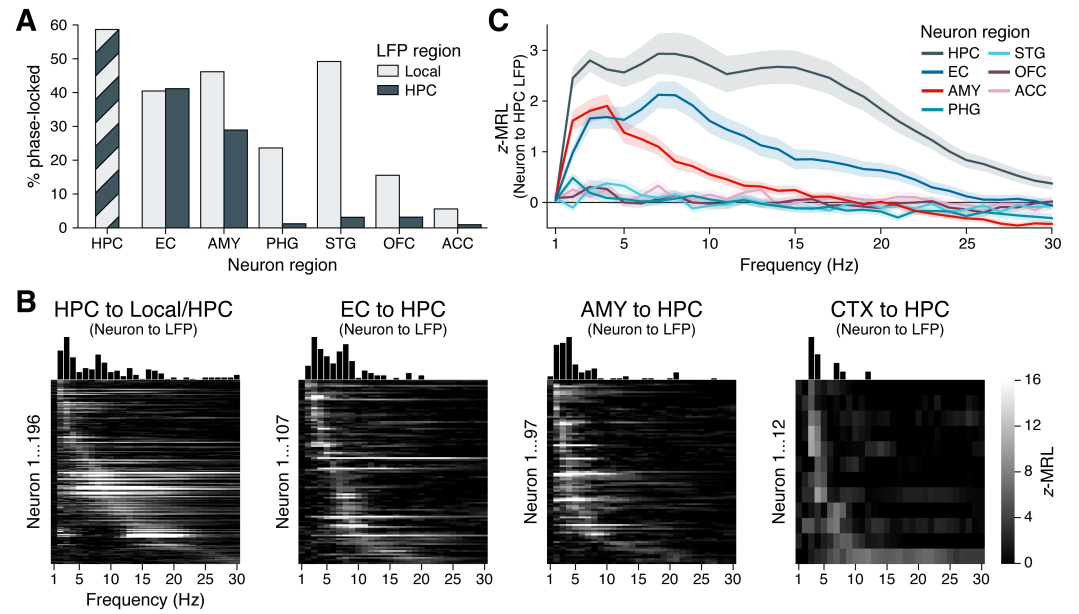 A
60
50
40
30
20
10
0
% phase-locked
LFP region
Local
HPC
HPC EC AMY PHG STG OFC ACC
Neuron region
C
3
2
1
0
z-MRL
(Neuron to HPC LFP)
Neuron region
HPC STG
EC OFC
AMY ACC
PHG
1 5 10 15 20 25 30
Frequency (Hz)
B
HPC to Local/HPC
(Neuron to LFP)
Neuron 1...196
1 5 10 15 20 25 30
Frequency (Hz)
EC to HPC
(Neuron to LFP)
Neuron 1...107
1 5 10 15 20 25 30
AMY to HPC
(Neuron to LFP)
Neuron 1...97
1 5 10 15 20 25 30
CTX to HPC
(Neuron to LFP)
Neuron 1...12
1 5 10 15 20 25 30
16
12
8
4
0
z-MRL